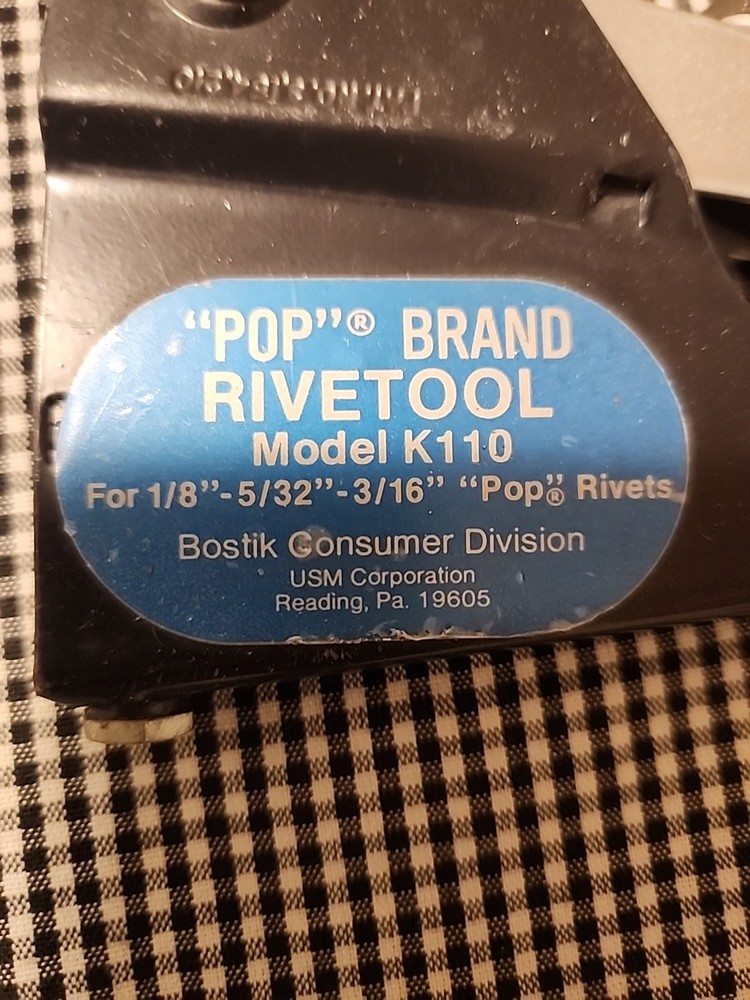 “POP”® BRAND
RIVETOOL
Model K110
For 1/8”-5/32”-3/16” “Pop”® Rivets
Bostik Consumer Division
USM Corporation
Reading, Pa. 19605